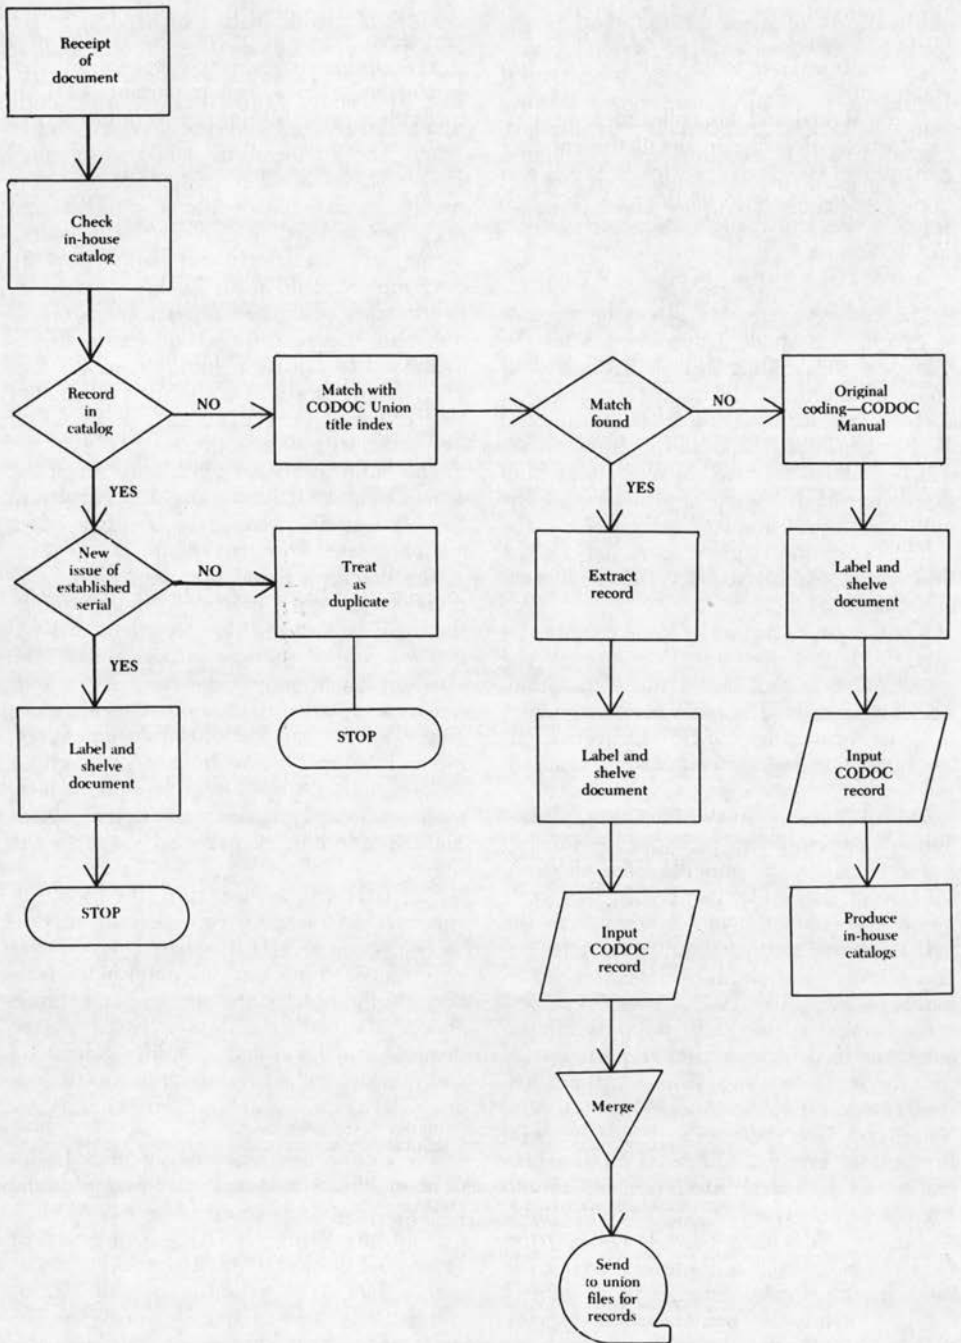 Receipt
of
document
Check
in-house
catalog
Record
in
catalog
NO
Match with
CODOC Union
title index
Match
found
NO
Original
coding—CODOC
Manual
YES
YES
New
issue of
established
serial
NO
Treat
as
duplicate
Extract
record
Label and
shelve
document
YES
Label and
shelve
document
STOP
Label and
shelve
document
Input
CODOC
record
STOP
Input
CODOC
record
Produce
in-house
catalogs
Merge
Send
to union
files for
records